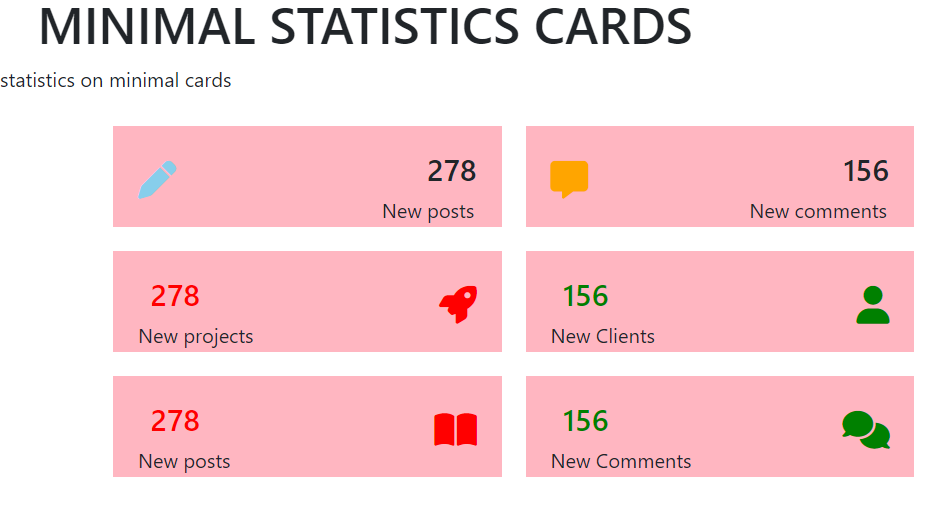 MINIMAL STATISTICS CARDS
statistics on minimal cards
278
New posts
156
New comments
278
New projects
156
New Clients
278
New posts
156
New Comments